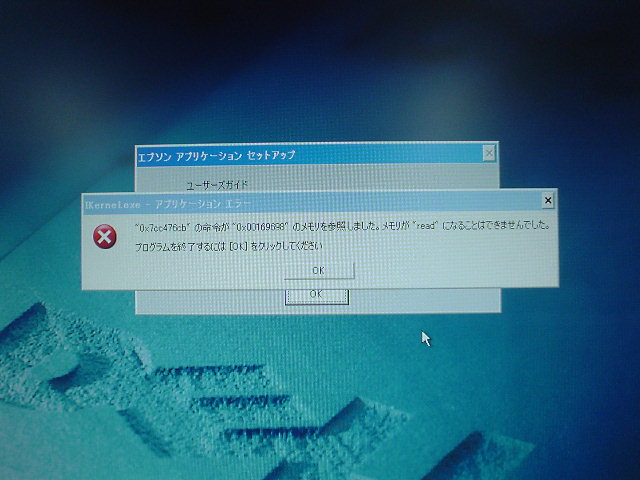 エプソン アプリケーション セットアップ
ユーザーズガイド
IKernel.exe - アプリケーション エラー
"0x7cc476cb" の命令が "0x00169698" のメモリを参照しました。メモリが "read" になることはできませんでした。
プログラムを終了するには [OK] をクリックしてください
OK
OK